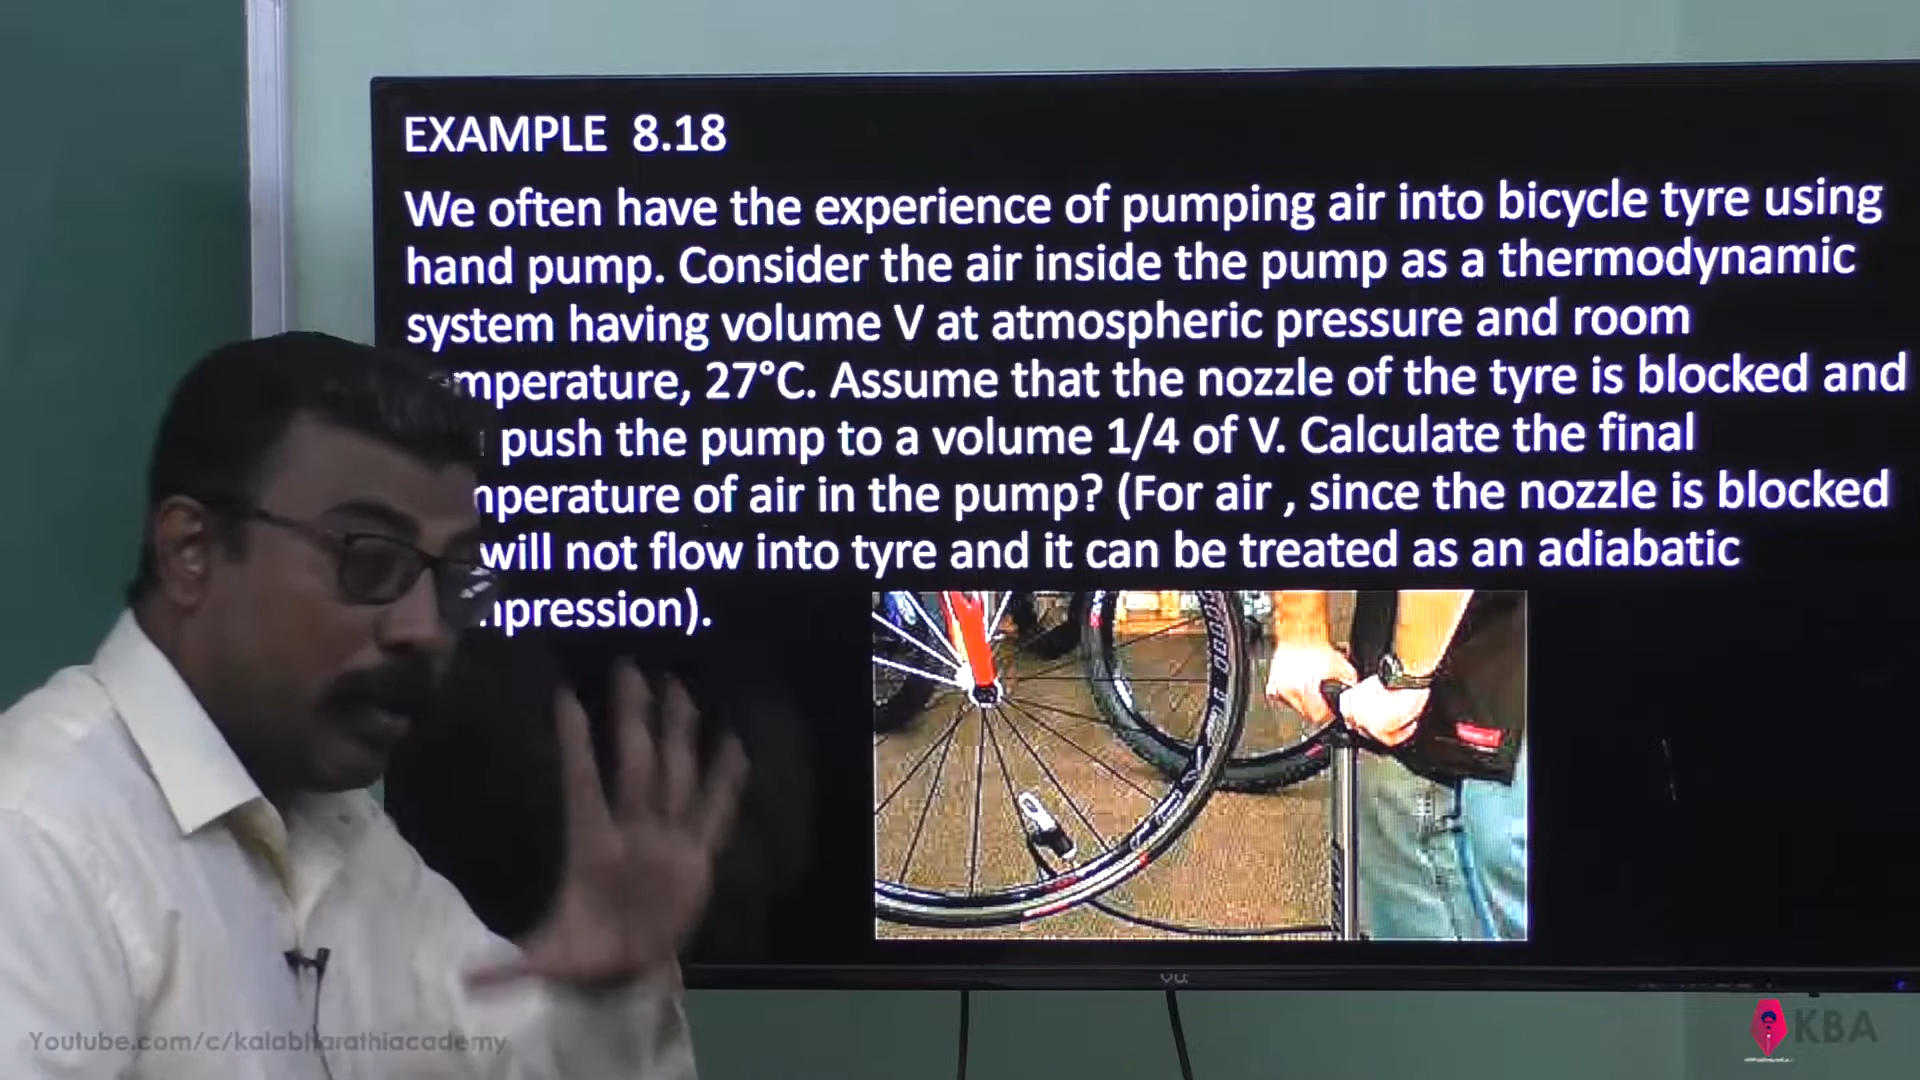 EXAMPLE 8.18
We often have the experience of pumping air into bicycle tyre using
hand pump. Consider the air inside the pump as a thermodynamic
system having volume V at atmospheric pressure and room
mperature, 27°C. Assume that the nozzle of the tyre is blocked and
push the pump to a volume 1/4 of V. Calculate the final
nperature of air in the pump? (For air , since the nozzle is blocked
will not flow into tyre and it can be treated as an adiabatic
mpression).
VU
Youtube.com/c/kalabharathiacademy
KBA